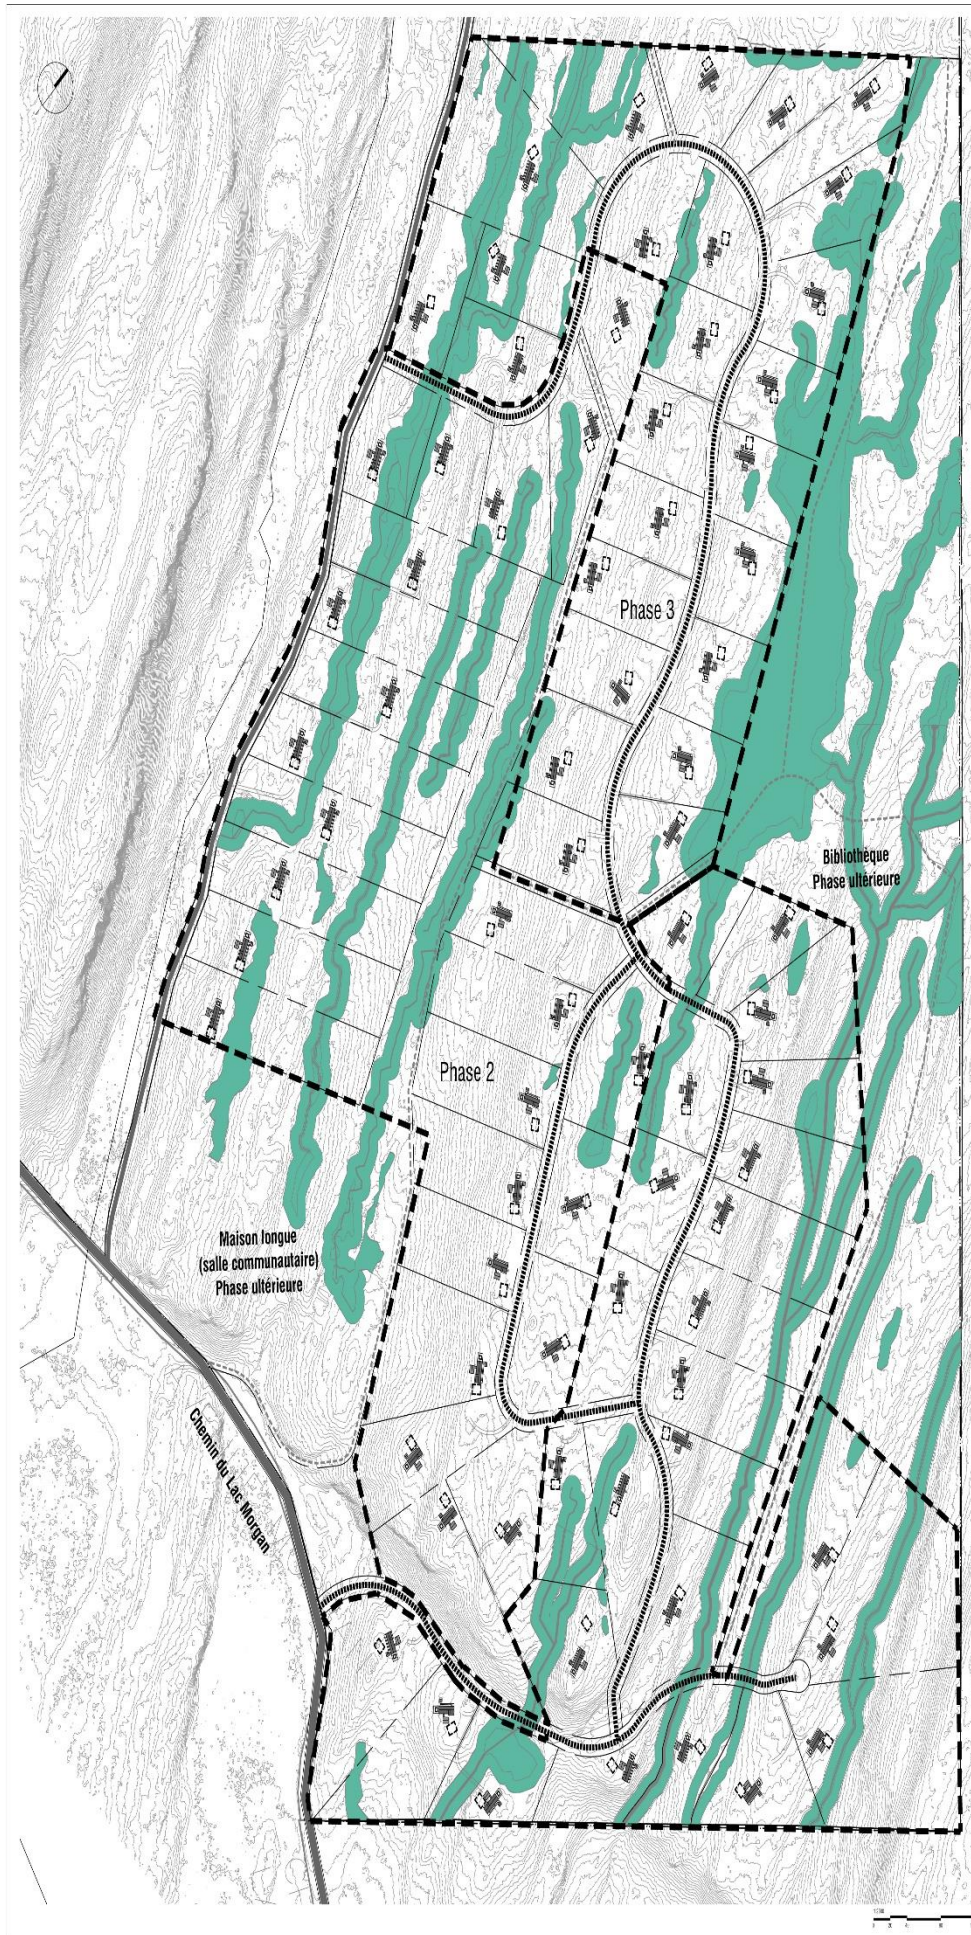 Phase 3
Bibliothèque
Phase ultérieure
Phase 2
Maison longue
(salle communautaire)
Phase ultérieure
Chemin du Lac Morgan